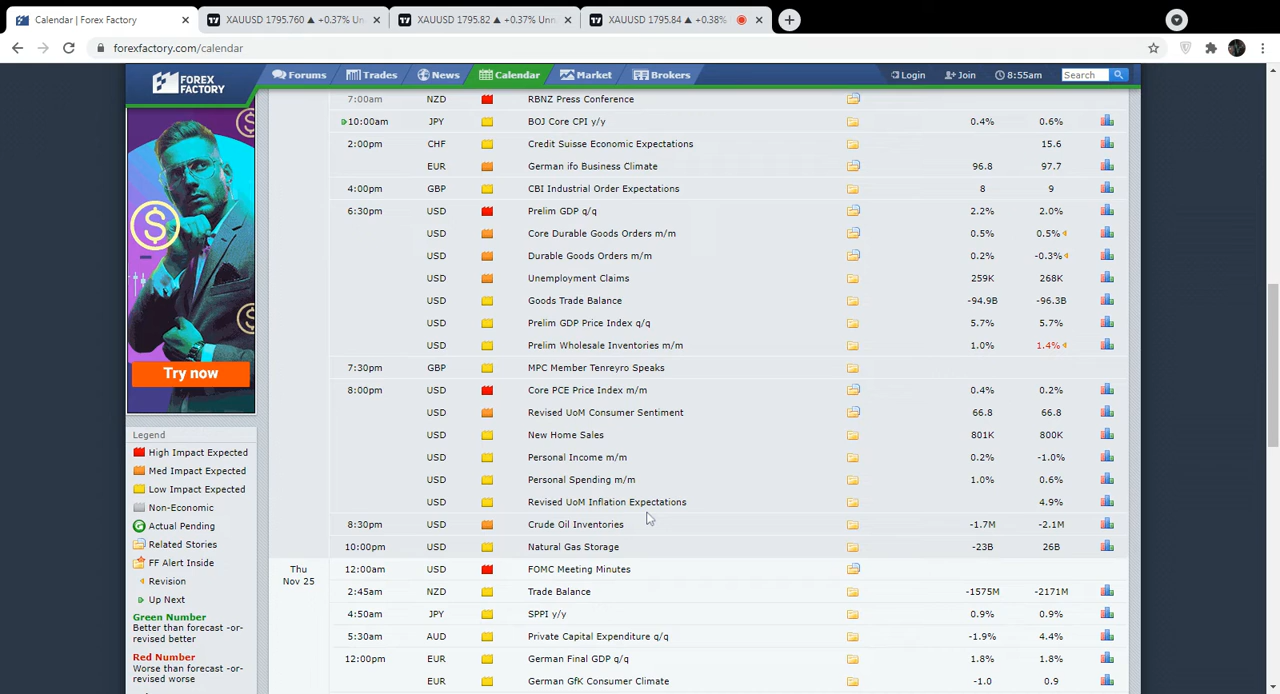 Calendar | Forex Factory
XAUUSD 1795.760 ▲ +0.37% Un
XAUUSD 1795.82 ▲ +0.37% Unn
XAUUSD 1795.84 ▲ +0.38%
forexfactory.com/calendar
FOREX FACTORY
Forums Trades News Calendar Market Brokers Login Join 8:55am Search
7:00am NZD RBNZ Press Conference
10:00am JPY BOJ Core CPI y/y 0.4% 0.6%
2:00pm CHF Credit Suisse Economic Expectations 15.6
EUR German ifo Business Climate 96.8 97.7
4:00pm GBP CBI Industrial Order Expectations 8 9
6:30pm USD Prelim GDP q/q 2.2% 2.0%
USD Core Durable Goods Orders m/m 0.5% 0.5%
USD Durable Goods Orders m/m 0.2% -0.3%
USD Unemployment Claims 259K 268K
USD Goods Trade Balance -94.9B -96.3B
USD Prelim GDP Price Index q/q 5.7% 5.7%
USD Prelim Wholesale Inventories m/m 1.0% 1.4%
7:30pm GBP MPC Member Tenreyro Speaks
8:00pm USD Core PCE Price Index m/m 0.4% 0.2%
USD Revised UoM Consumer Sentiment 66.8 66.8
USD New Home Sales 801K 800K
USD Personal Income m/m 0.2% -1.0%
USD Personal Spending m/m 1.0% 0.6%
USD Revised UoM Inflation Expectations 4.9%
8:30pm USD Crude Oil Inventories -1.7M -2.1M
10:00pm USD Natural Gas Storage -23B 26B
Thu
Nov 25
12:00am USD FOMC Meeting Minutes
2:45am NZD Trade Balance -1575M -2171M
4:50am JPY SPPI y/y 0.9% 0.9%
5:30am AUD Private Capital Expenditure q/q -1.9% 4.4%
12:00pm EUR German Final GDP q/q 1.8% 1.8%
EUR German GfK Consumer Climate -1.0 0.9
$
$
Try now
Legend
High Impact Expected
Med Impact Expected
Low Impact Expected
Non-Economic
Actual Pending
Related Stories
FF Alert Inside
Revision
Up Next
Green Number
Better than forecast -or-
revised better
Red Number
Worse than forecast -or-
revised worse